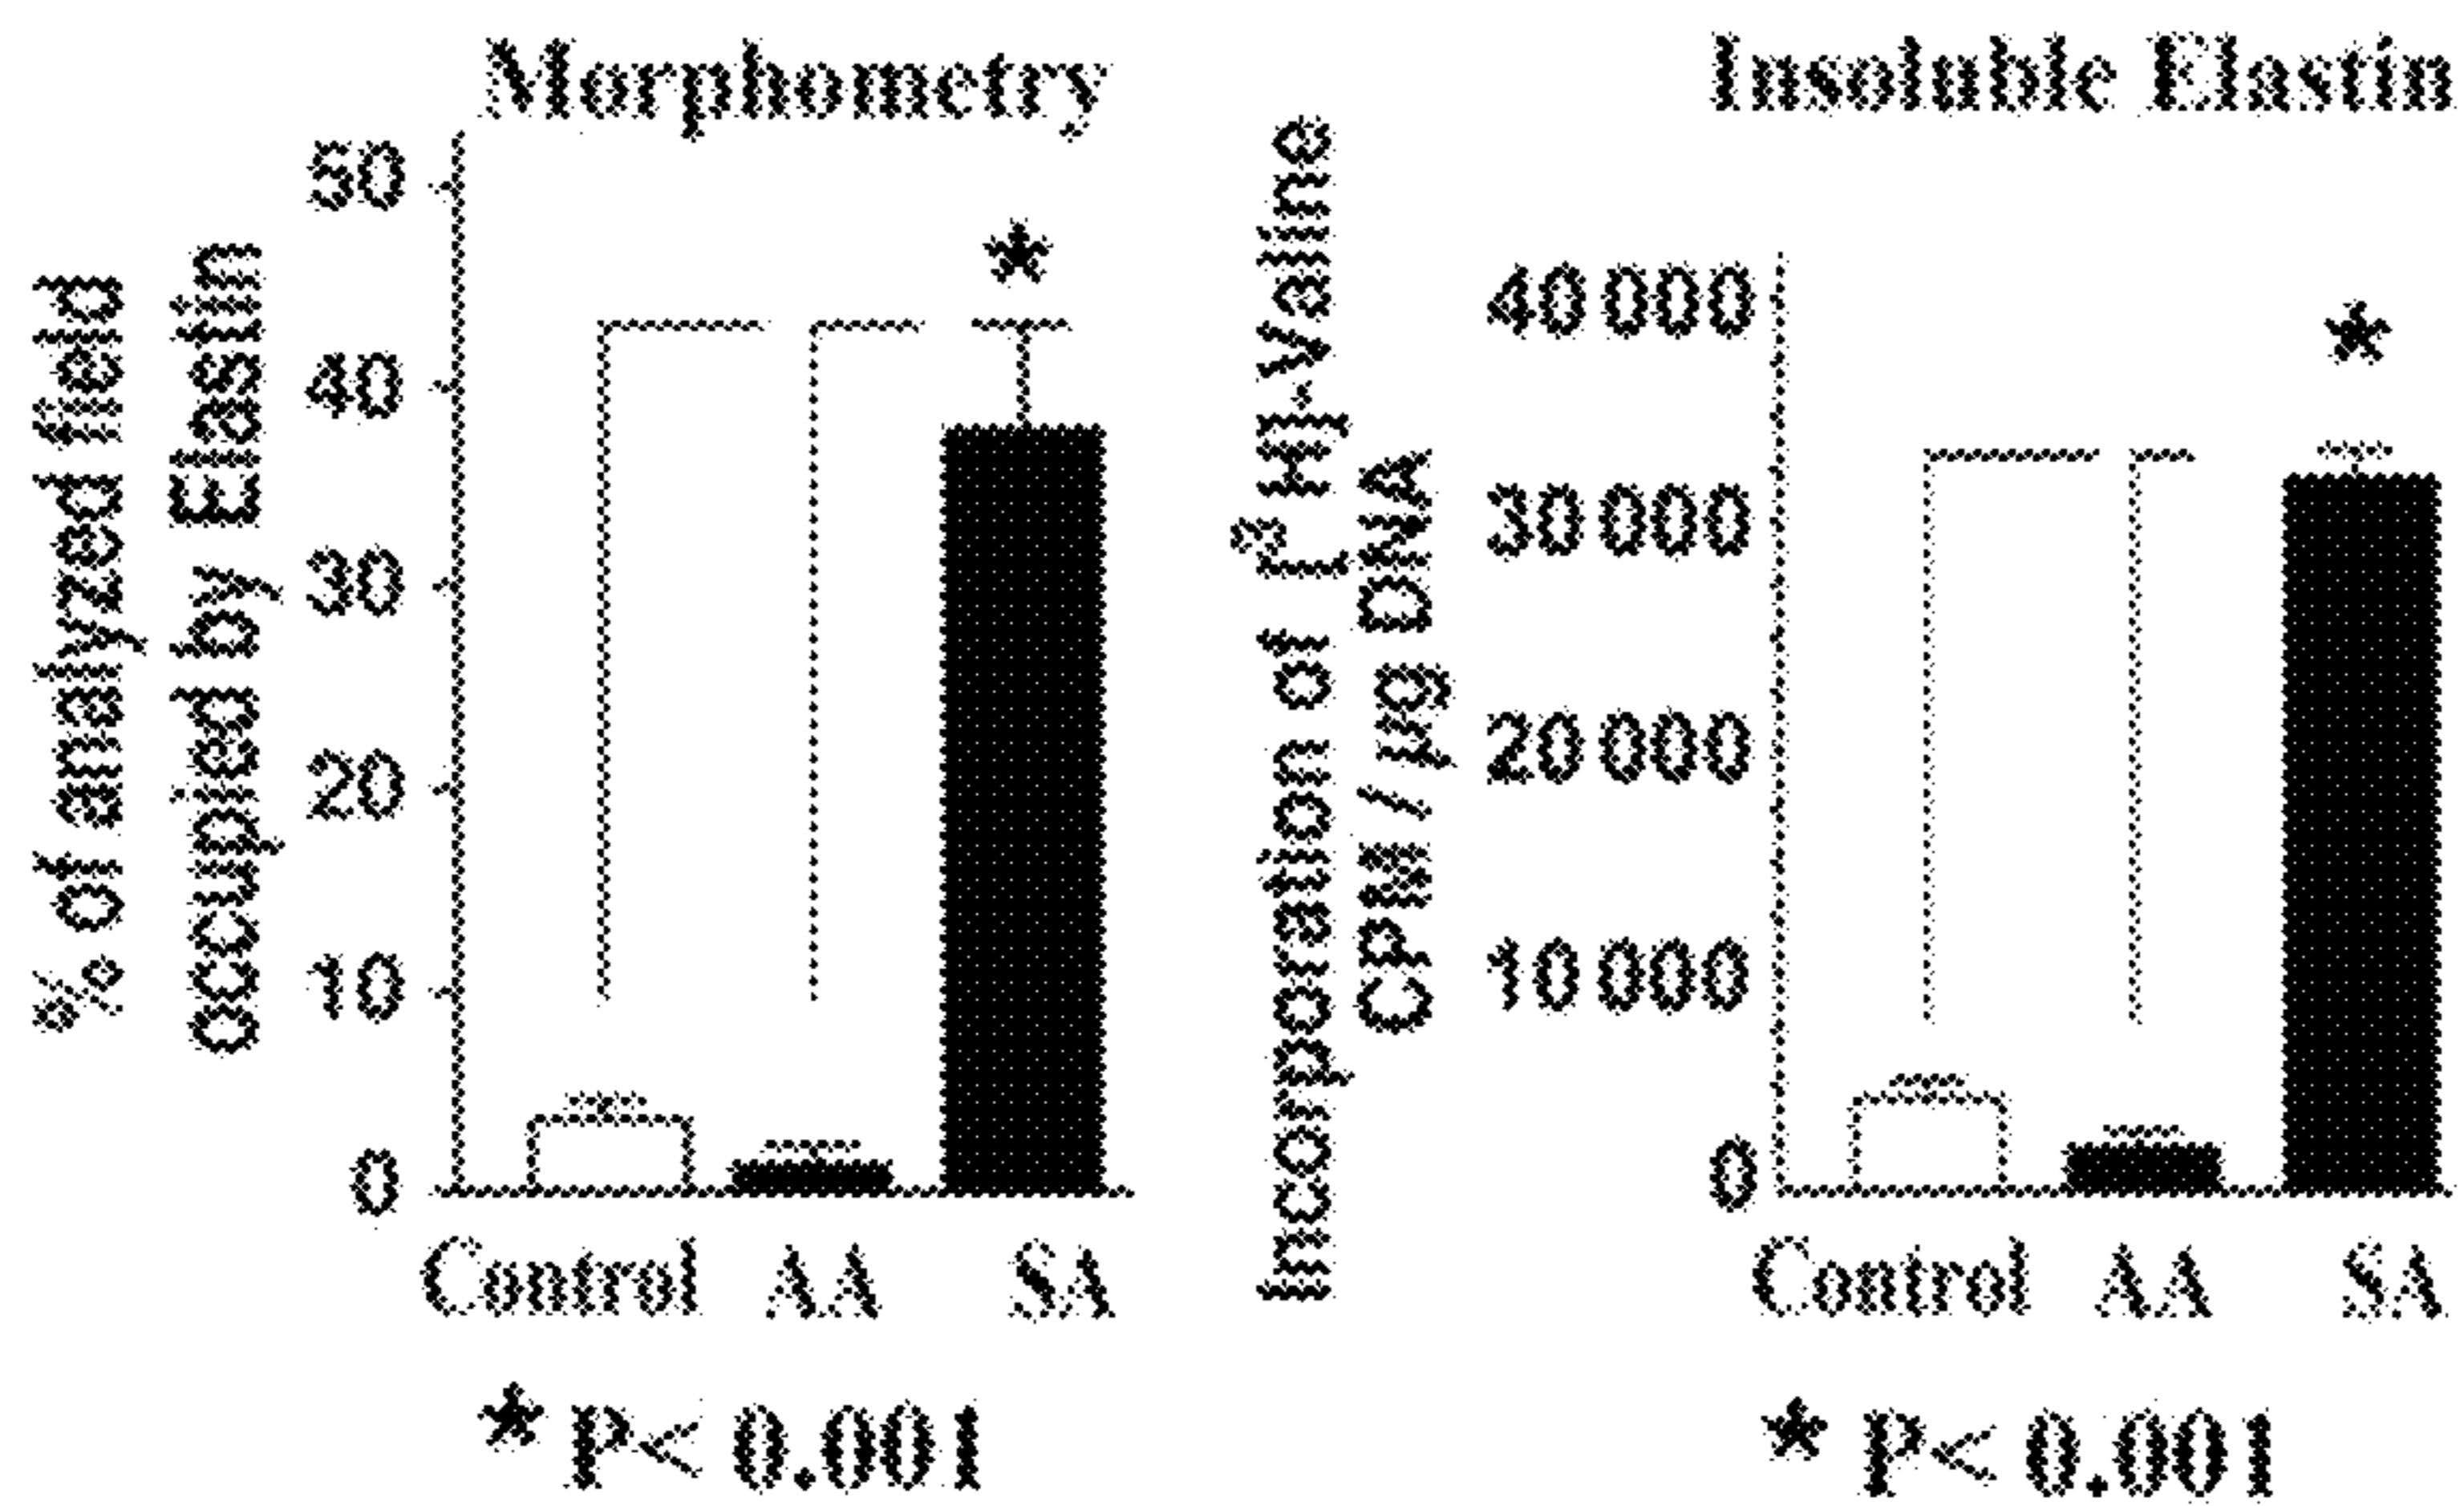 Morphometry
% of analyzed field
occupied by Elastin
50
40
30
20
10
0
*
Control AA SA
* P< 0.001
Insoluble Elastin
Incorporation of [3H]-Valine
CPM / µg DNA
40 000
30 000
20 000
10 000
0
*
Control AA SA
* P< 0.001